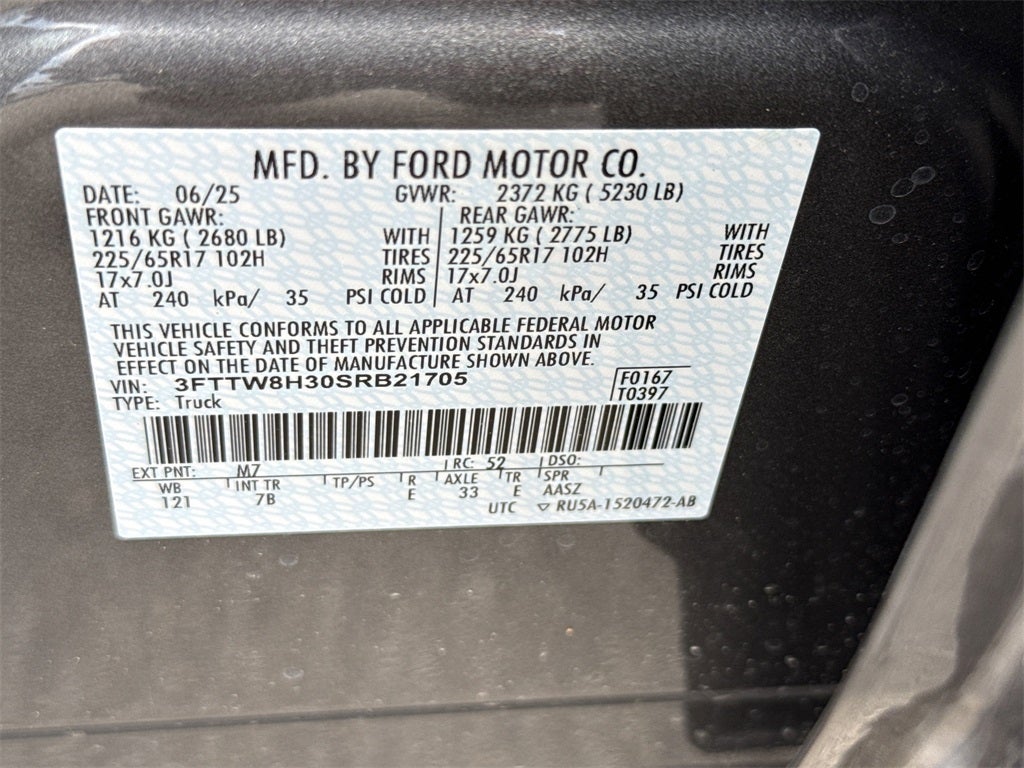 MFD. BY FORD MOTOR CO.
DATE: 06/25 GVWR: 2372 KG ( 5230 LB)
FRONT GAWR: REAR GAWR:
1216 KG ( 2680 LB) WITH 1259 KG ( 2775 LB) WITH
225/65R17 102H TIRES 225/65R17 102H TIRES
17x7.0J RIMS 17x7.0J RIMS
AT 240 kPa/ 35 PSI COLD AT 240 kPa/ 35 PSI COLD
THIS VEHICLE CONFORMS TO ALL APPLICABLE FEDERAL MOTOR
VEHICLE SAFETY AND THEFT PREVENTION STANDARDS IN
EFFECT ON THE DATE OF MANUFACTURE SHOWN ABOVE.
VIN: 3FTTW8H30SRB21705 F0167
TYPE: Truck T0397
EXT PNT: M7 RC: 52 DSO:
WB INT TR TP/PS R AXLE TR SPR
121 7B E 33 E AASZ
UTC ▽ RU5A-1520472-AB